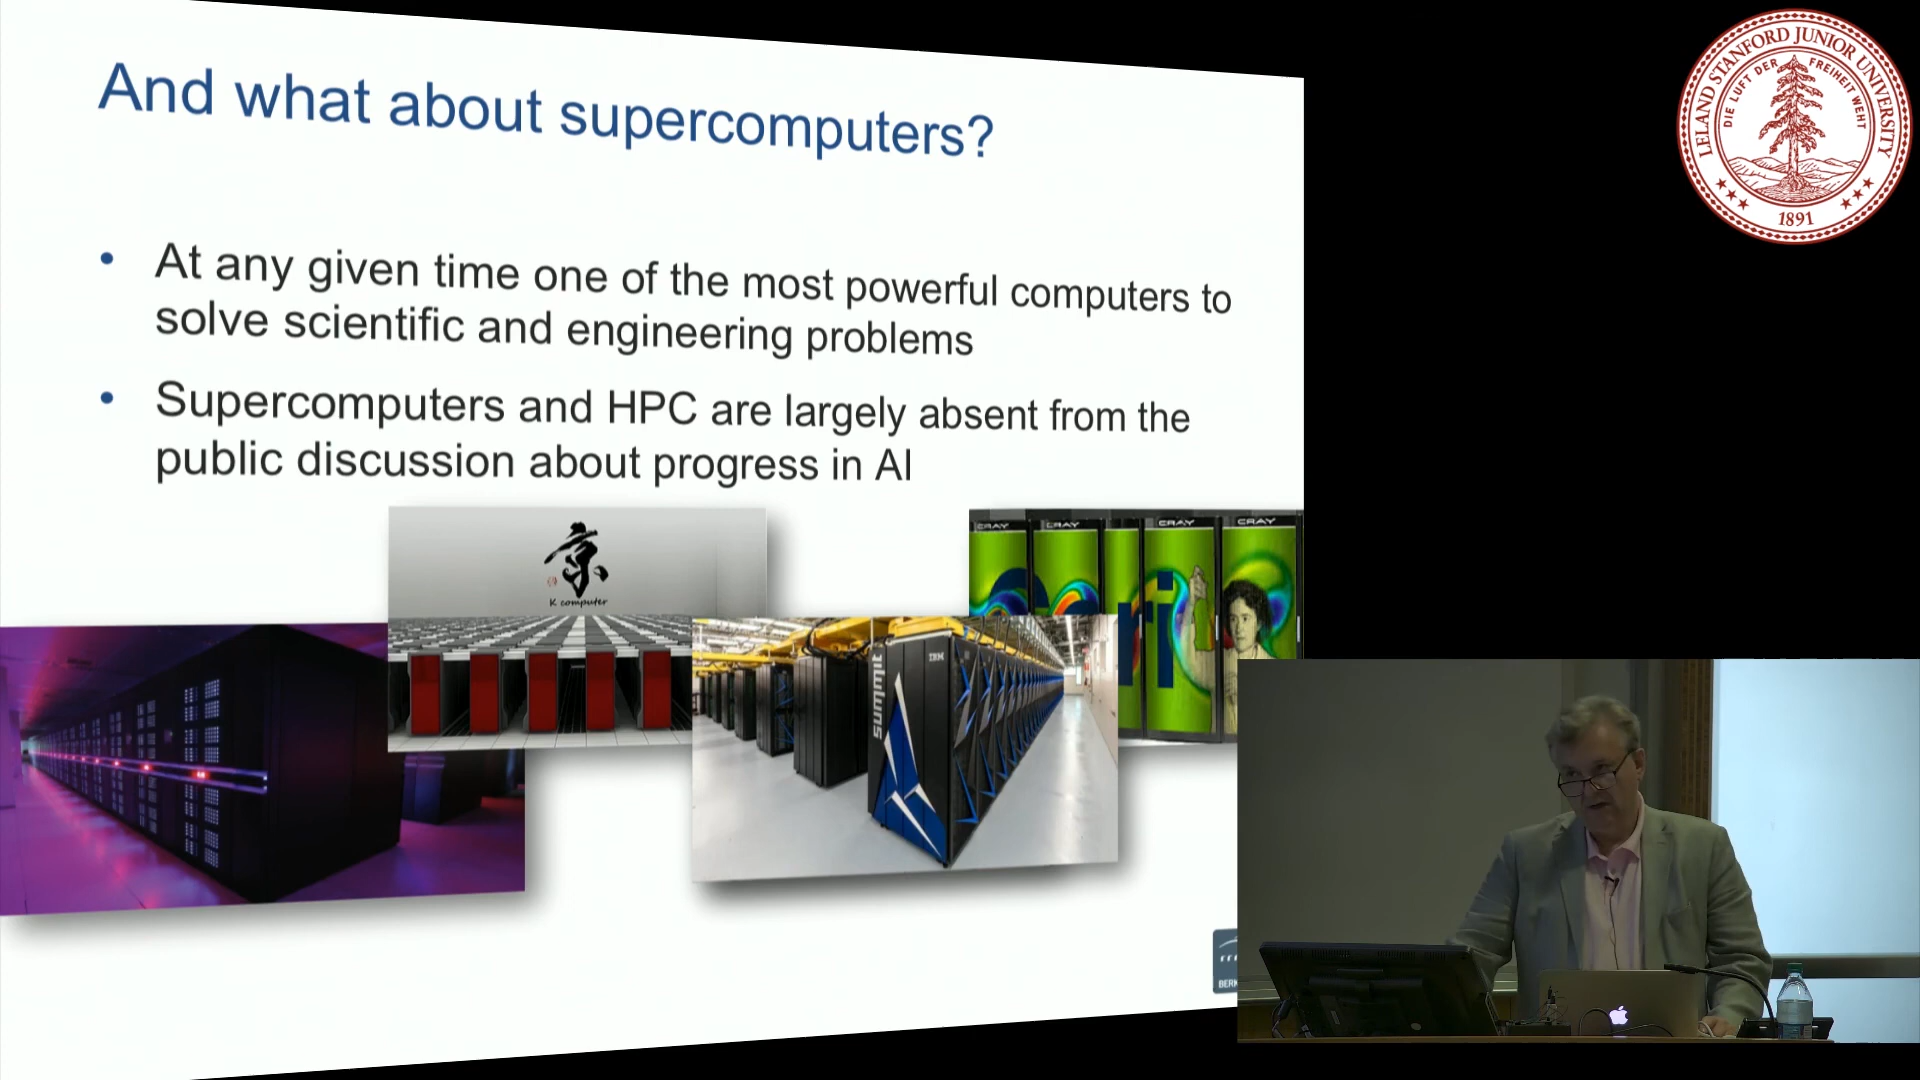 And what about supercomputers?
• At any given time one of the most powerful computers to
solve scientific and engineering problems
• Supercomputers and HPC are largely absent from the
public discussion about progress in AI
京
K computer
CRAY
CRAY
CRAY
CRAY
summit
IBM
ri
LELAND STANFORD JUNIOR UNIVERSITY
DIE LUFT DER FREIHEIT WEHT
1891